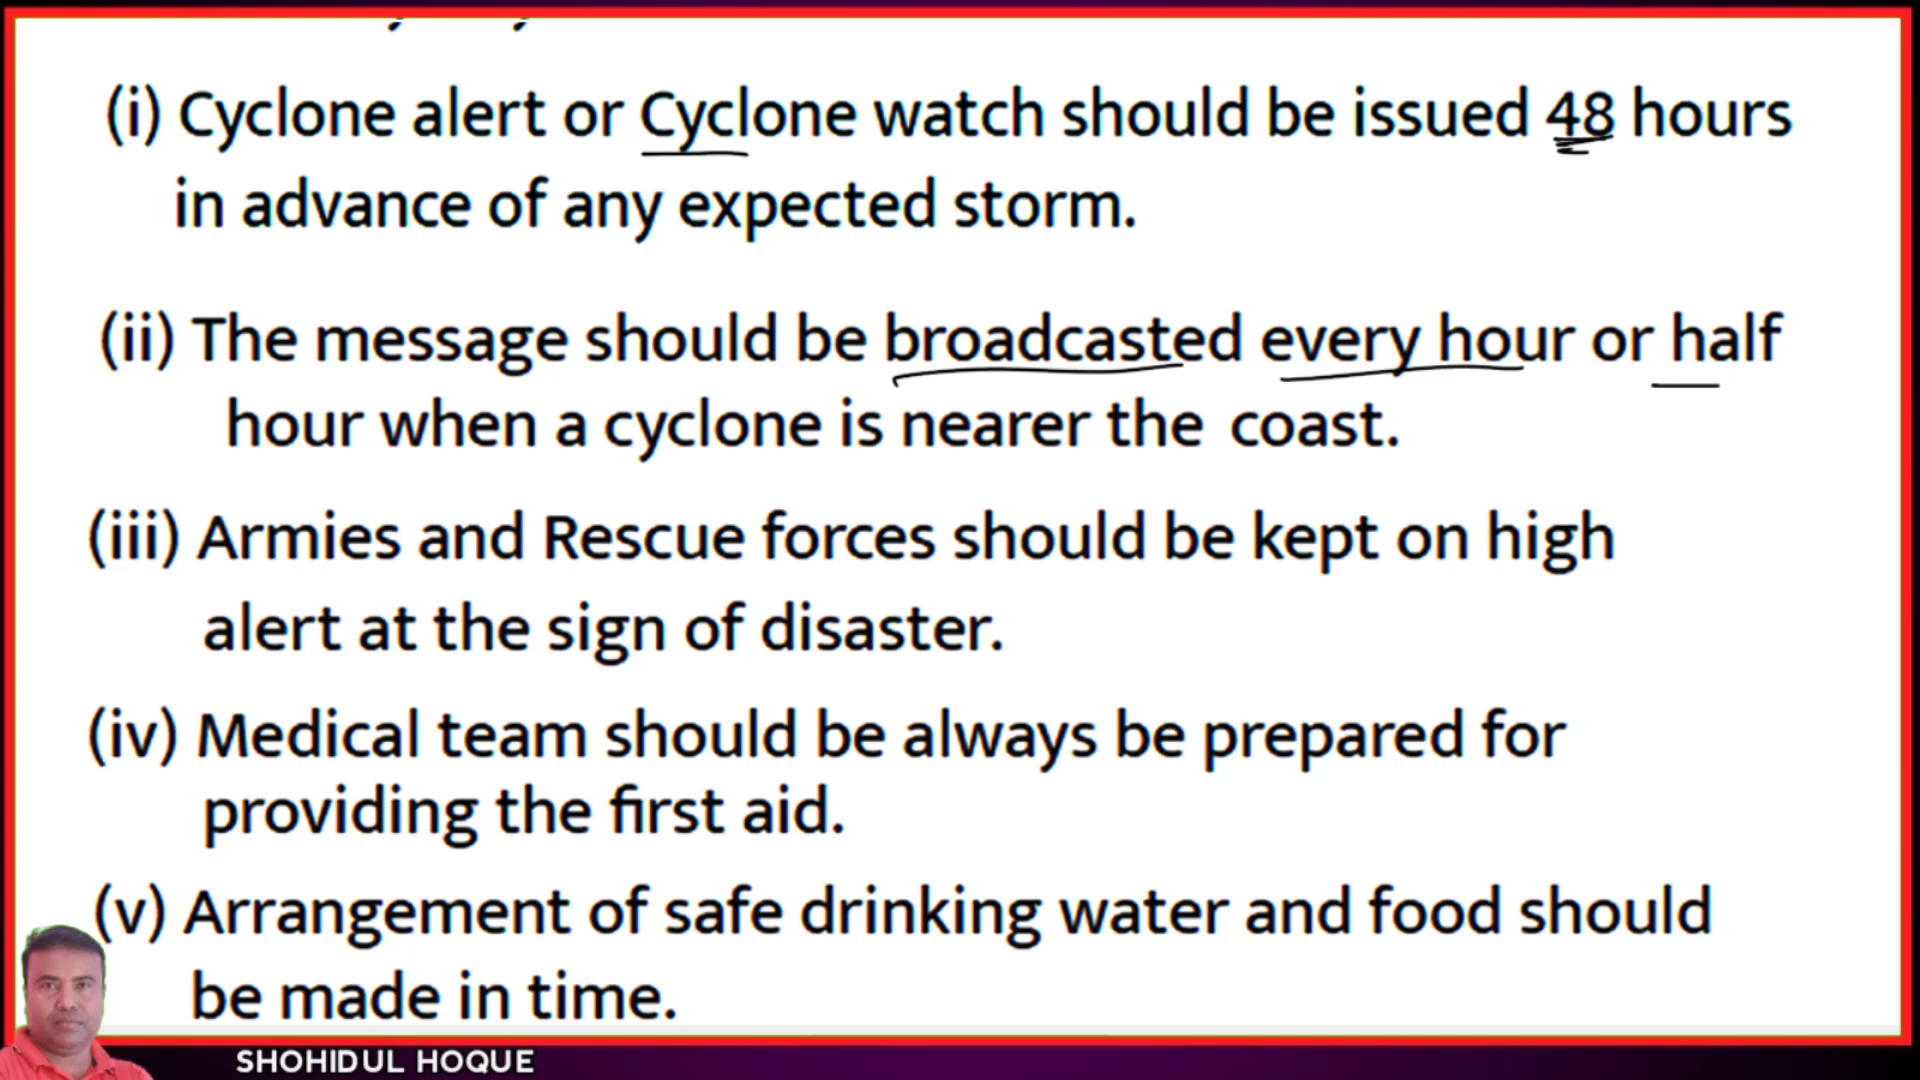 (i) Cyclone alert or Cyclone watch should be issued 48 hours
in advance of any expected storm.
(ii) The message should be broadcasted every hour or half
hour when a cyclone is nearer the coast.
(iii) Armies and Rescue forces should be kept on high
alert at the sign of disaster.
(iv) Medical team should be always be prepared for
providing the first aid.
(v) Arrangement of safe drinking water and food should
be made in time.
SHOHIDUL HOQUE